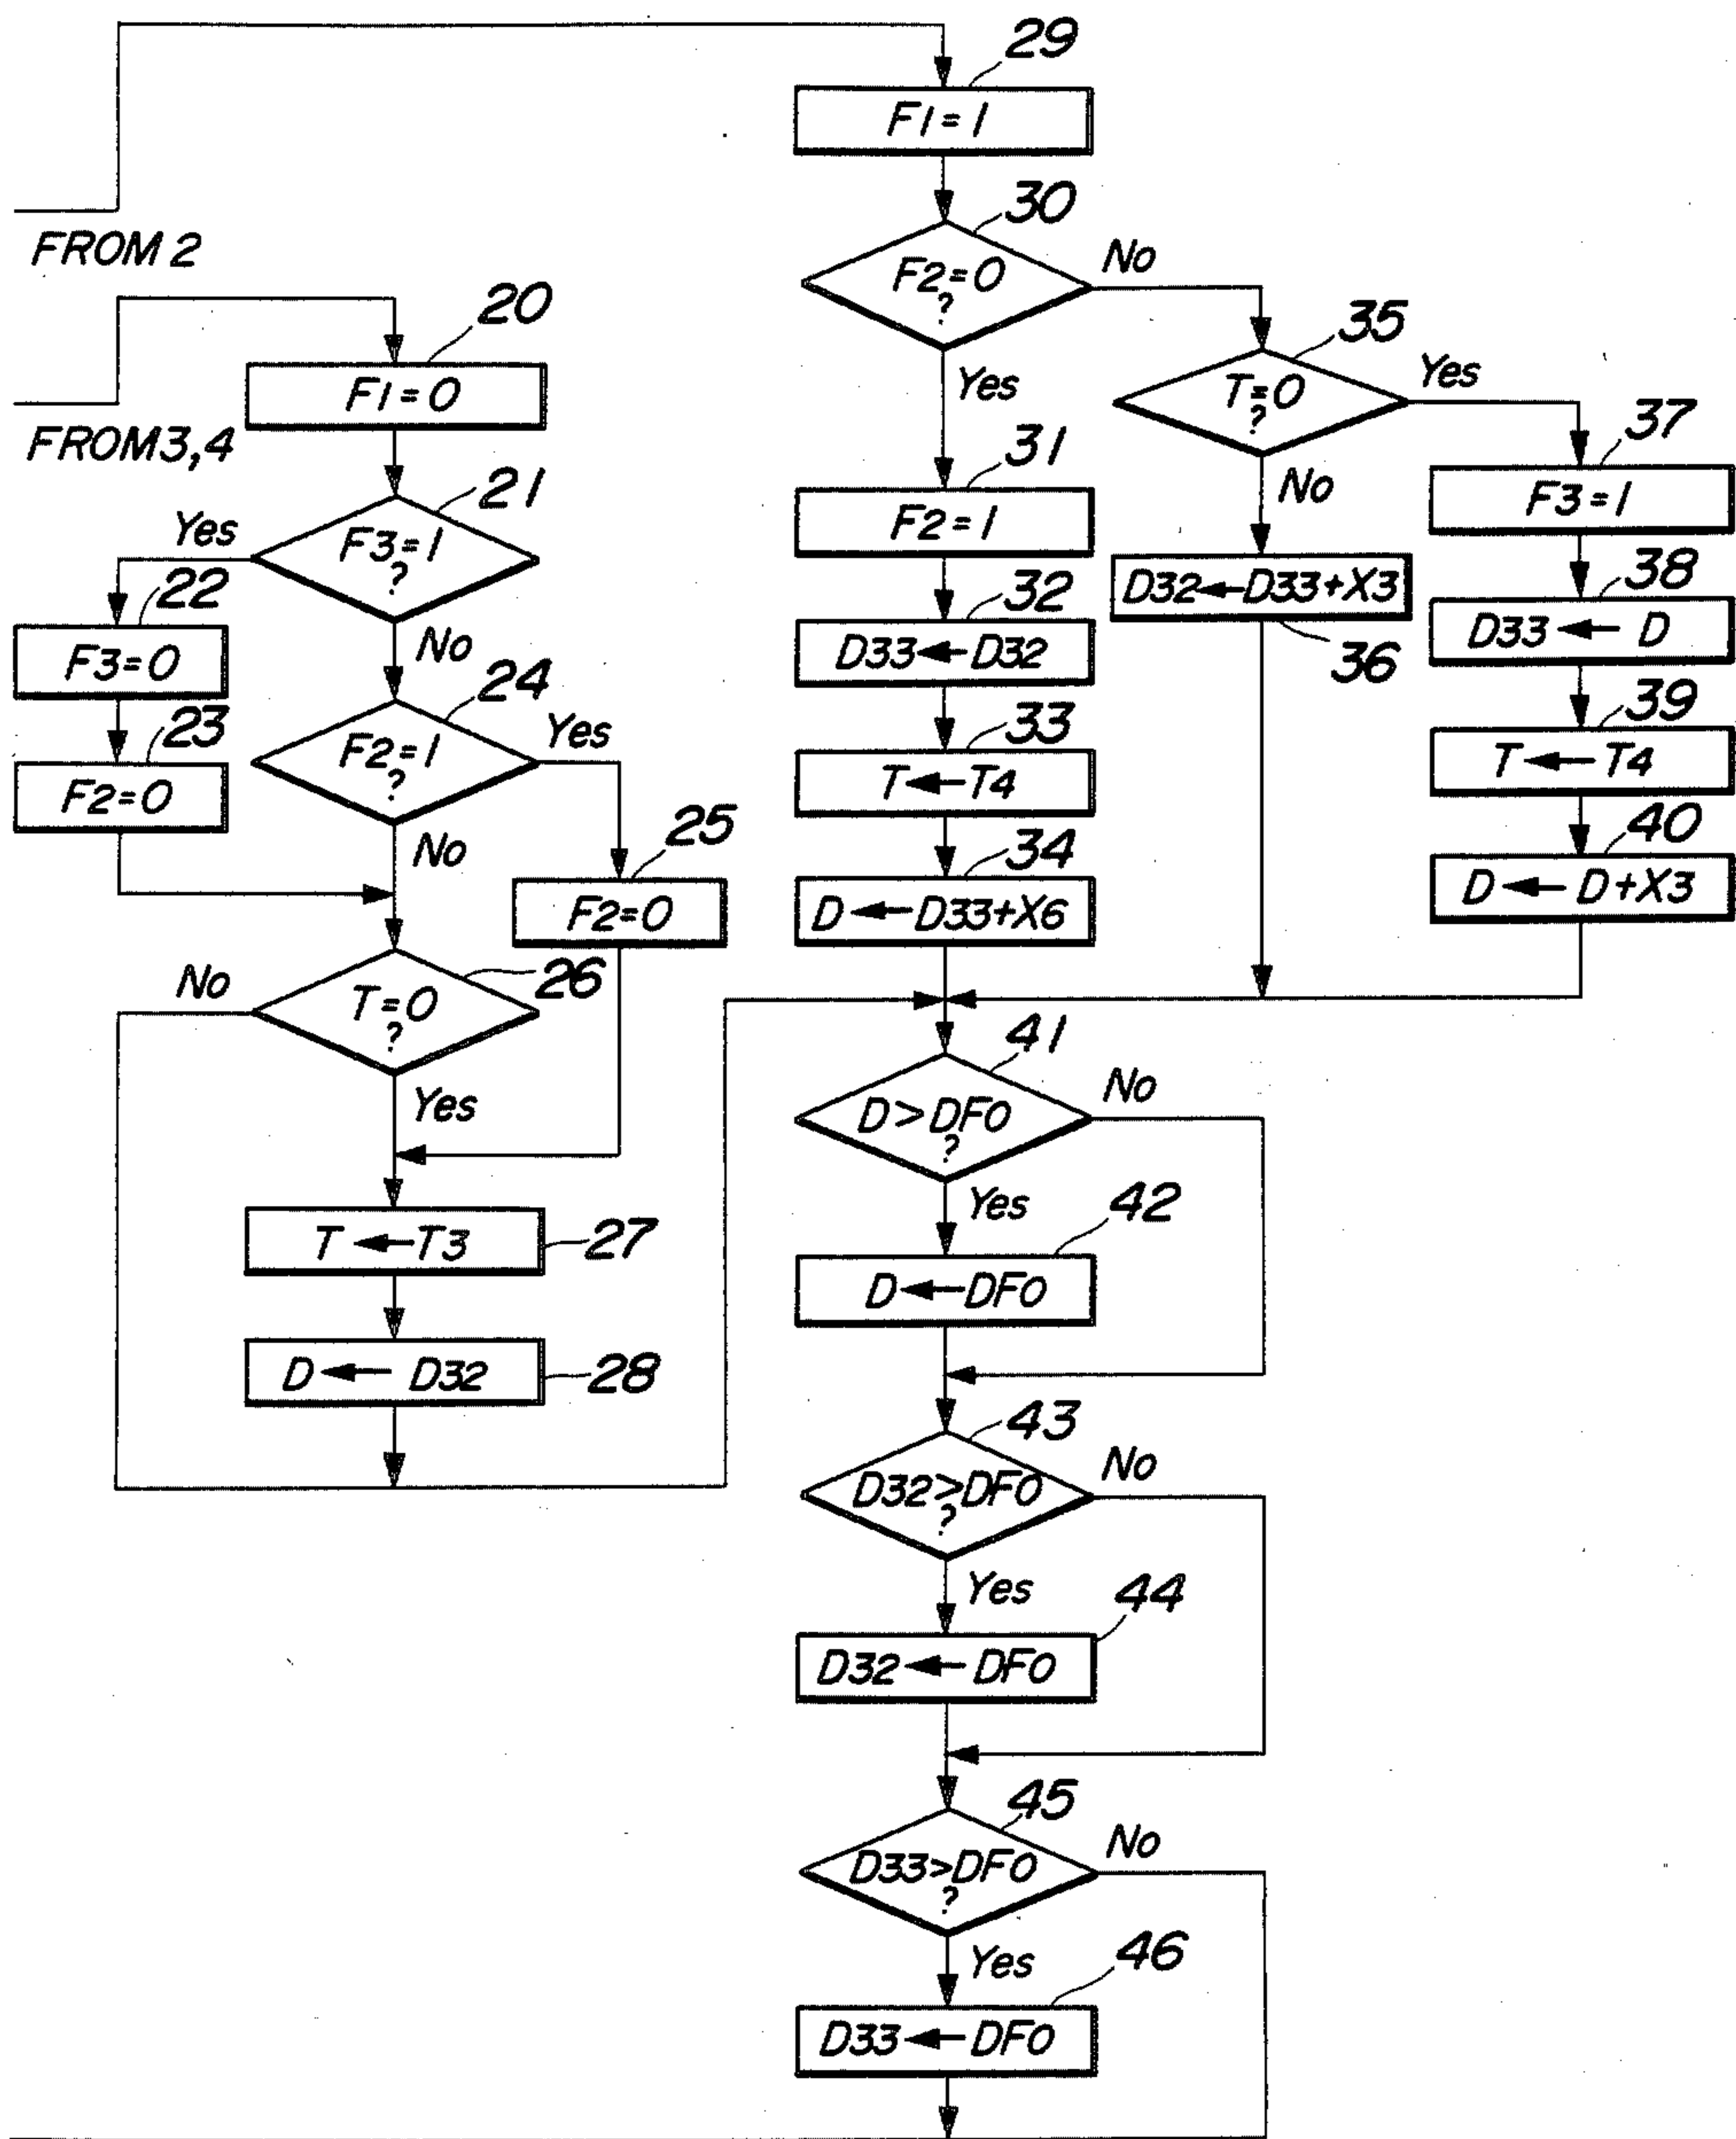 29
F1=1
30
FROM 2
F2=0
?
No
20
35
F1=0
Yes
T=0
?
Yes
FROM3,4
37
31
21
No
F3=1
Yes
F3=1
?
F2=1
22
32
D32←D33+X3
38
No
F3=0
D33←D32
36
D33←D
24
23
33
39
Yes
F2=1
?
F2=0
T←T4
T←T4
25
No
34
40
F2=0
D←D33+X6
D←D+X3
26
No
T=0
?
41
Yes
No
D>DF0
?
42
Yes
T←T3
27
D←DF0
D←D32
28
43
No
D32>DF0
?
44
Yes
D32←DF0
45
No
D33>DF0
?
46
Yes
D33←DF0